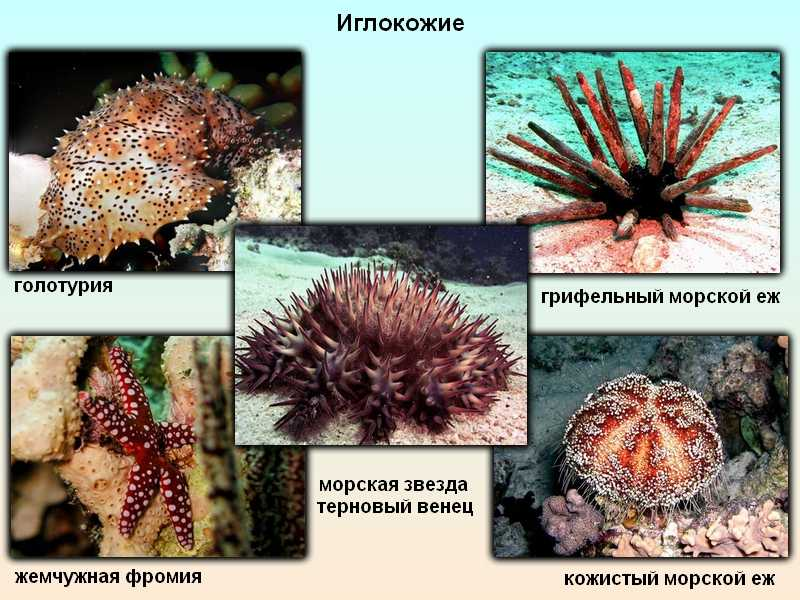 Иглокожие
голотурия
грифельный морской еж
морская звезда
терновый венец
жемчужная фромия
кожистый морской еж